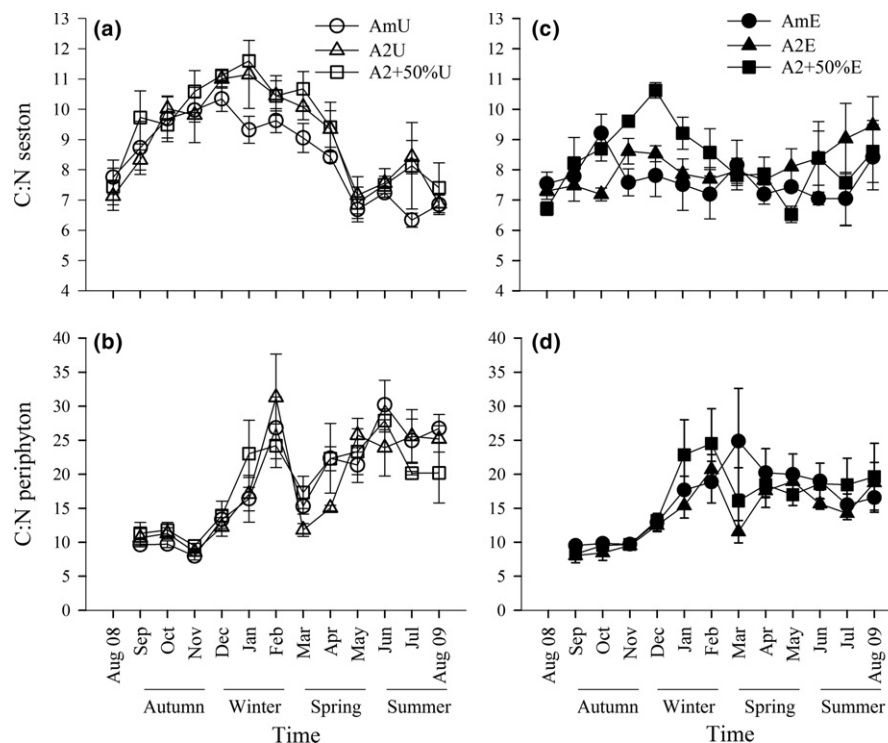 (a)
AmU
A2U
A2+50%U
C:N seston
13
12
11
10
9
8
7
6
5
4
(c)
AmE
A2E
A2+50%E
13
12
11
10
9
8
7
6
5
4
(b)
C:N periphyton
40
35
30
25
20
15
10
5
0
Aug 08
Sep
Oct
Nov
Dec
Jan
Feb
Mar
Apr
May
Jun
Jul
Aug 09
Autumn Winter Spring Summer
Time
(d)
40
35
30
25
20
15
10
5
0
Aug 08
Sep
Oct
Nov
Dec
Jan
Feb
Mar
Apr
May
Jun
Jul
Aug 09
Autumn Winter Spring Summer
Time